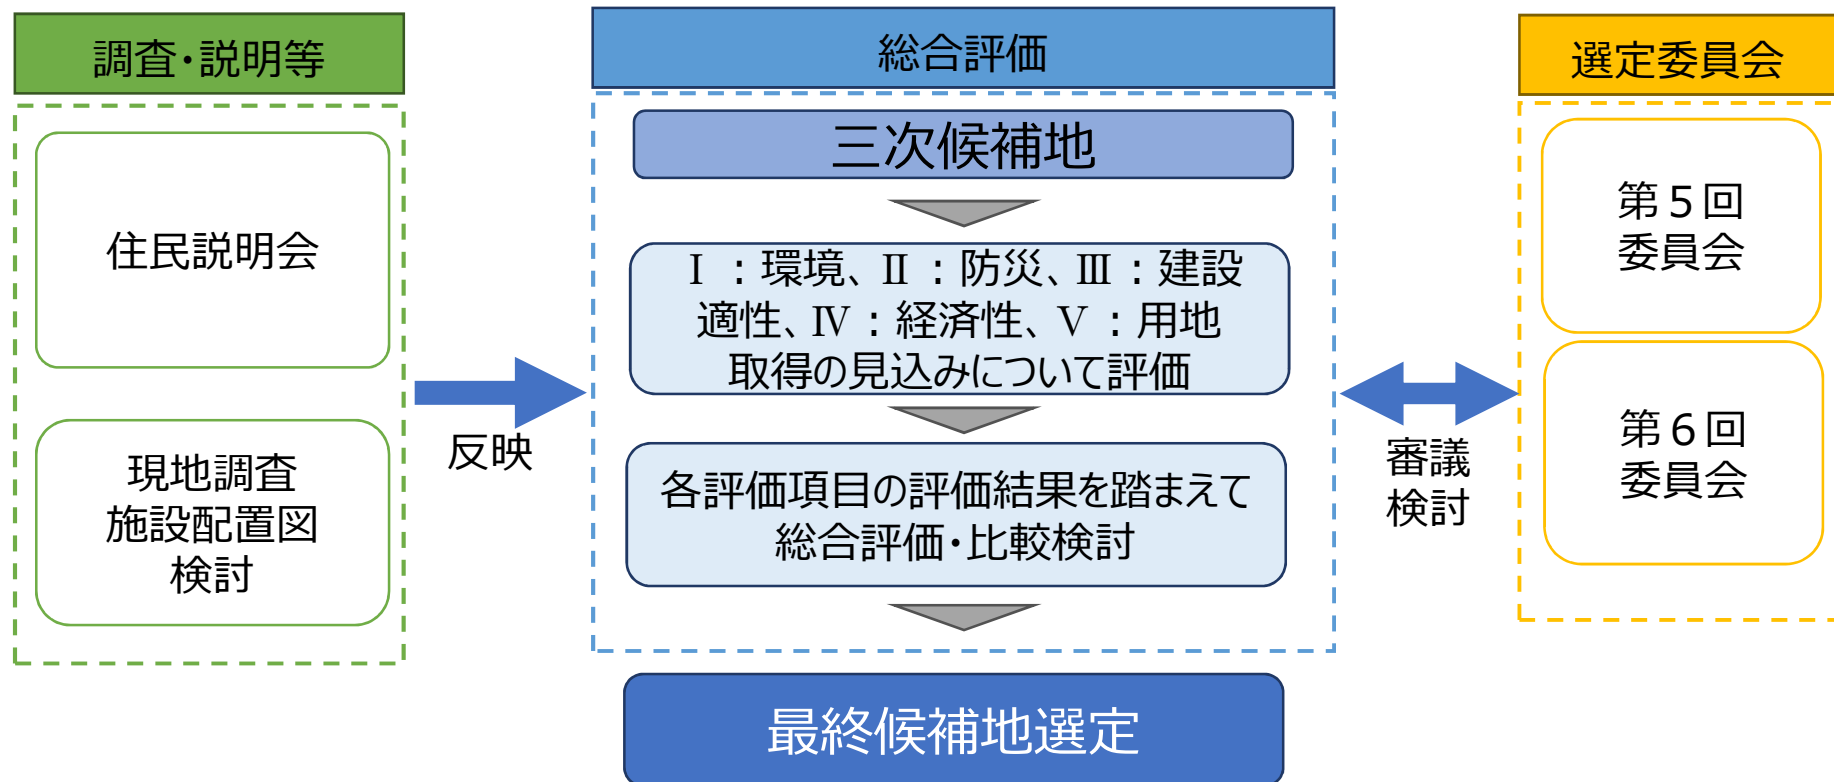 調査・説明等
住民説明会
現地調査
施設配置図
検討
反映
総合評価
三次候補地
Ⅰ：環境、Ⅱ：防災、Ⅲ：建設
適性、Ⅳ：経済性、Ⅴ：用地
取得の見込みについて評価
各評価項目の評価結果を踏まえて
総合評価・比較検討
最終候補地選定
審議
検討
選定委員会
第５回
委員会
第６回
委員会